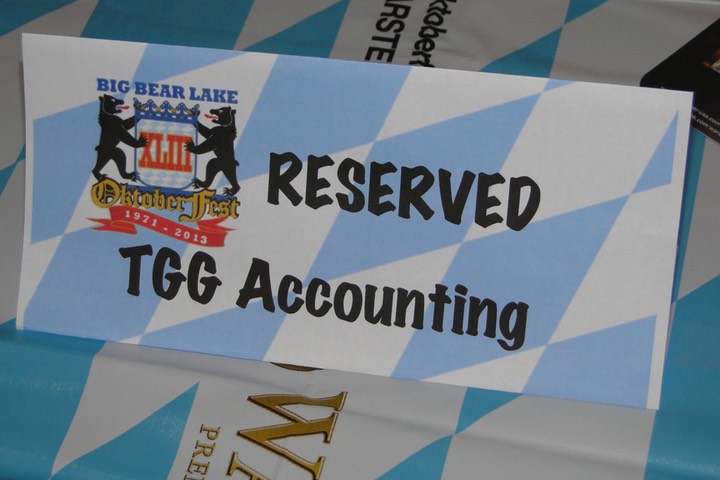 BIG BEAR LAKE
XLIII
OktoberFest
1971 - 2013
RESERVED
TGG Accounting